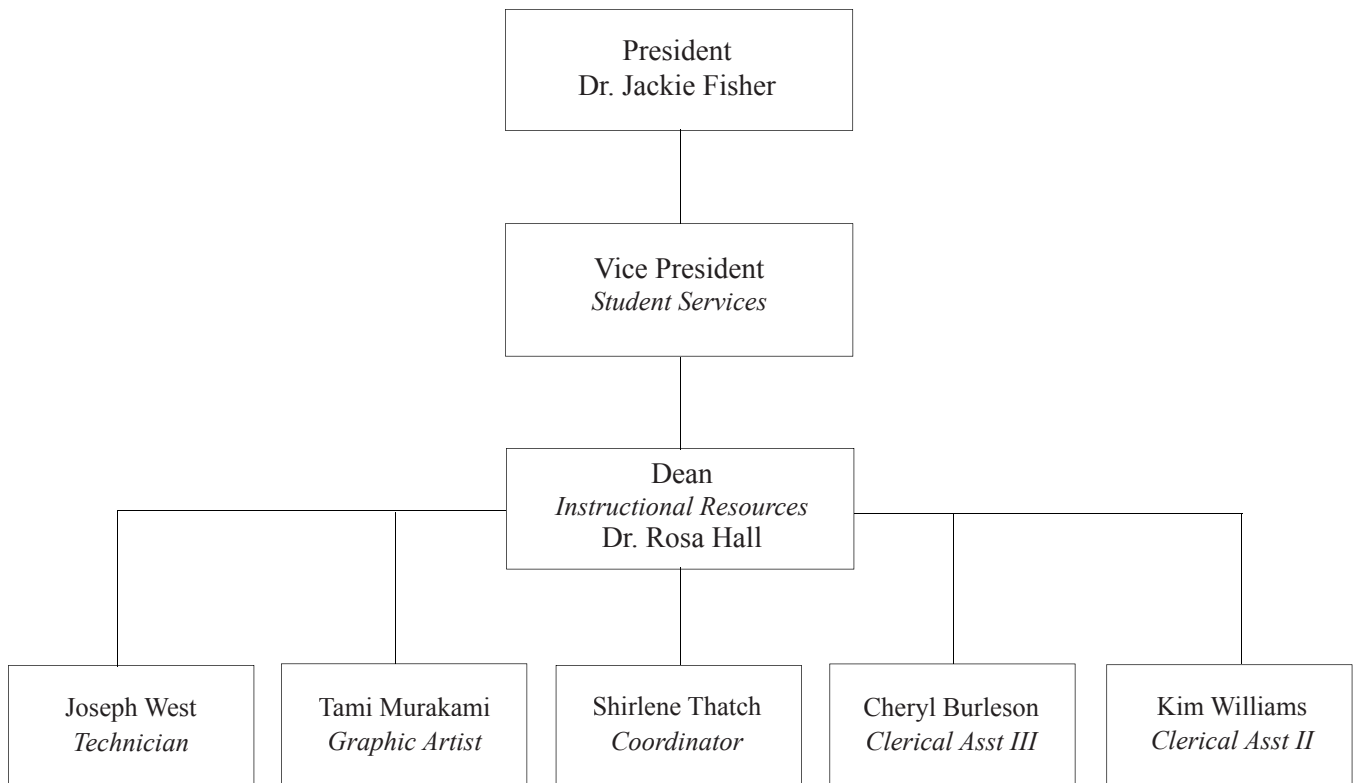 President
Dr. Jackie Fisher
Vice President
Student Services
Dean
Instructional Resources
Dr. Rosa Hall
Joseph West
Technician
Tami Murakami
Graphic Artist
Shirlene Thatch
Coordinator
Cheryl Burleson
Clerical Asst III
Kim Williams
Clerical Asst II